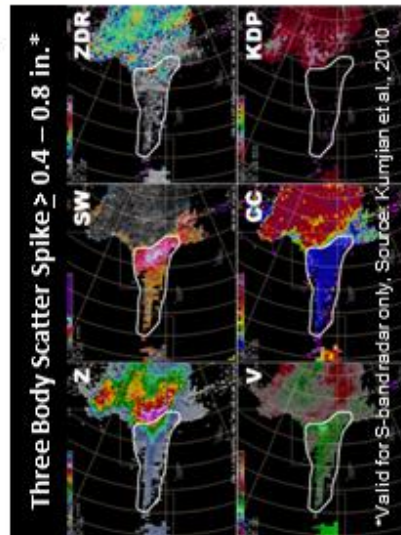 Three Body Scatter Spike ≥ 0.4 – 0.8 in.*
Z SW ZDR
V CC KDP
*Valid for S-band radar only. Source: Kumjian et al., 2010